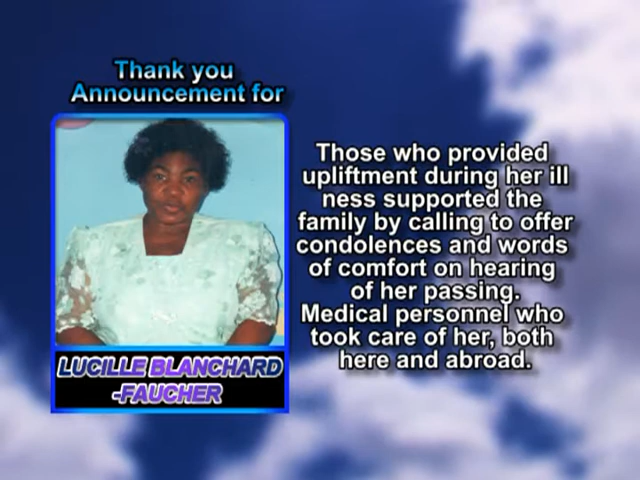 Thank you
Announcement for
LUCILLE BLANCHARD
-FAUCHER
Those who provided
upliftment during her ill
ness supported the
family by calling to offer
condolences and words
of comfort on hearing
of her passing.
Medical personnel who
took care of her, both
here and abroad.